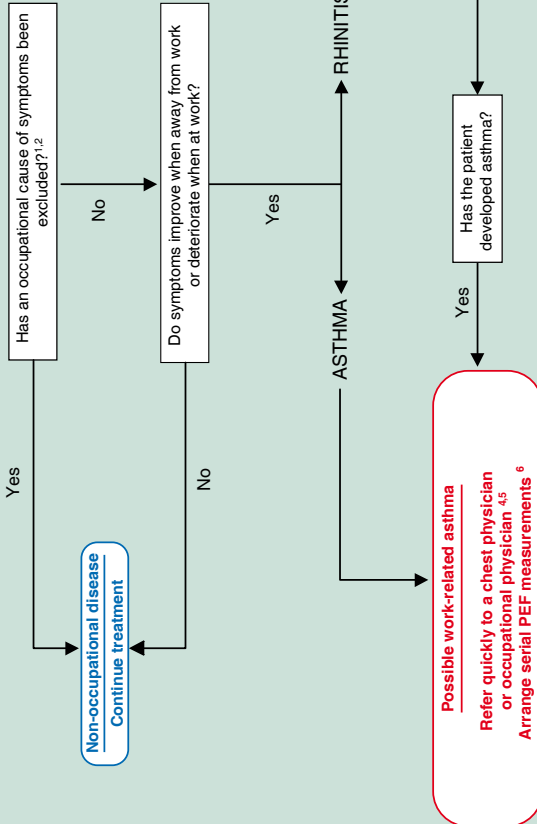 Has an occupational cause of symptoms been
excluded?1,2
Yes
No
Do symptoms improve when away from work
or deteriorate when at work?
Non-occupational disease
Continue treatment
No
Yes
ASTHMA
RHINITIS
Has the patient
developed asthma?
Yes
Possible work-related asthma
Refer quickly to a chest physician
or occupational physician 4,5
Arrange serial PEF measurements 6